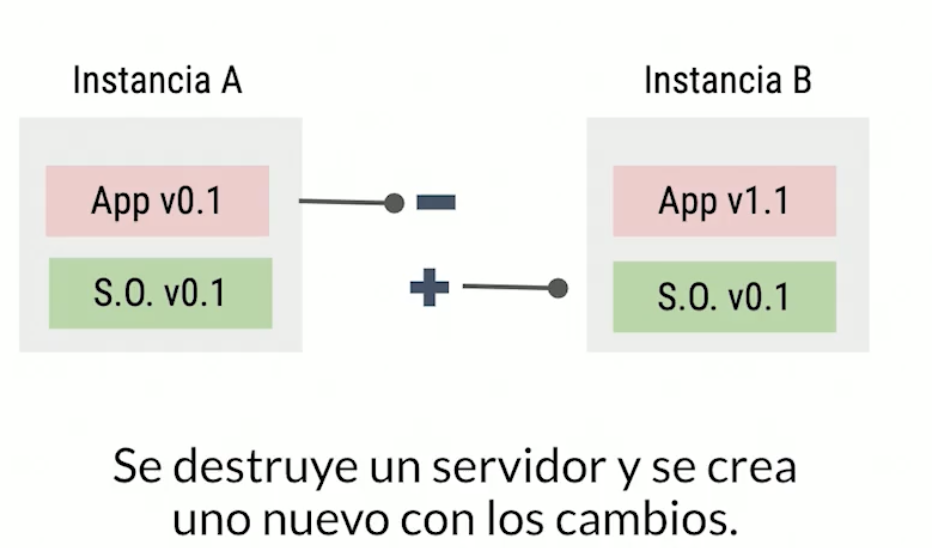 Instancia A
Instancia B
App v0.1
App v1.1
S.O. v0.1
S.O. v0.1
Se destruye un servidor y se crea
uno nuevo con los cambios.